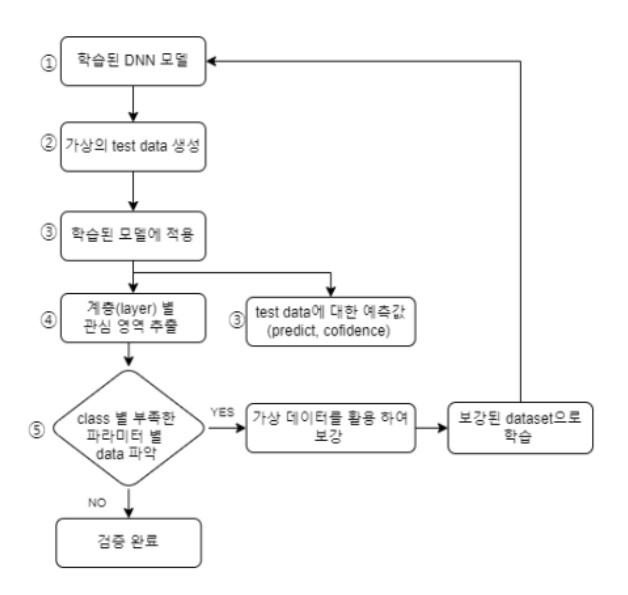 ① 학습된 DNN 모델
② 가상의 test data 생성
③ 학습된 모델에 적용
④ 계층(layer) 별
관심 영역 추출
③ test data에 대한 예측값
(predict, cofidence)
⑤ class 별 부족한
파라미터 별
data 파악
YES
가상 데이터를 활용 하여
보강
보강된 dataset으로
학습
NO
검증 완료